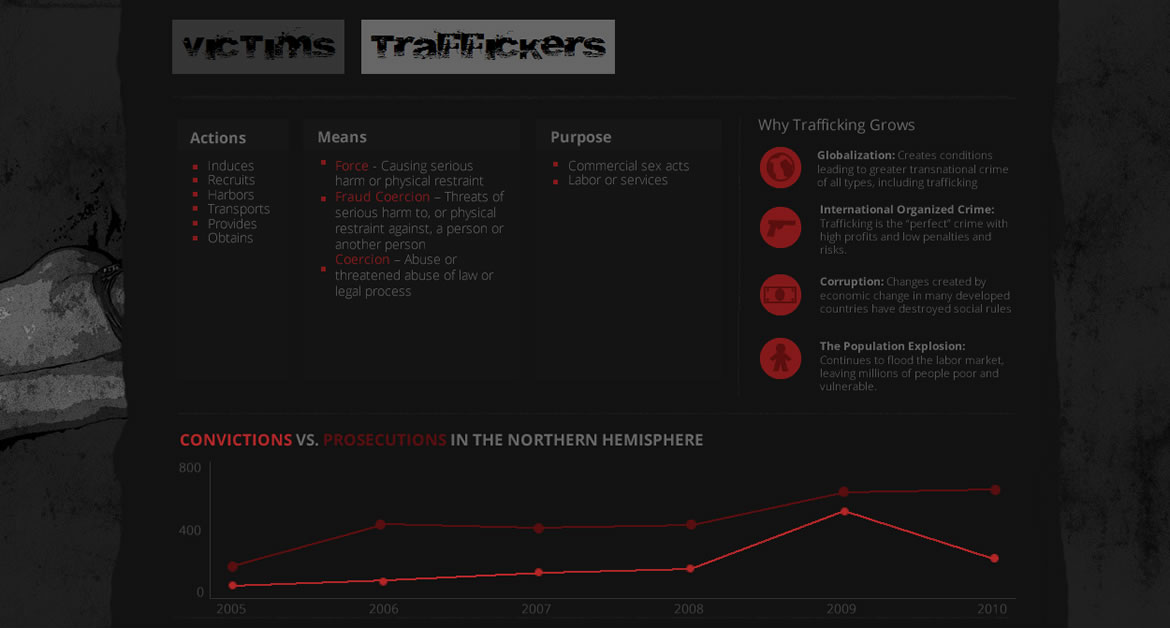 VicTims
TrafFFickers
Actions
Induces
Recruits
Harbors
Transports
Provides
Obtains
Means
Force - Causing serious
harm or physical restraint
Fraud Coercion – Threats of
serious harm to, or physical
restraint against, a person or
another person
Coercion – Abuse or
threatened abuse of law or
legal process
Purpose
Commercial sex acts
Labor or services
Why Trafficking Grows
Globalization: Creates conditions
leading to greater transnational crime
of all types, including trafficking
International Organized Crime:
Trafficking is the “perfect” crime with
high profits and low penalties and
risks.
Corruption: Changes created by
economic change in many developed
countries have destroyed social rules
The Population Explosion:
Continues to flood the labor market,
leaving millions of people poor and
vulnerable.
CONVICTIONS VS. PROSECUTIONS IN THE NORTHERN HEMISPHERE
800
400
0
2005 2006 2007 2008 2009 2010